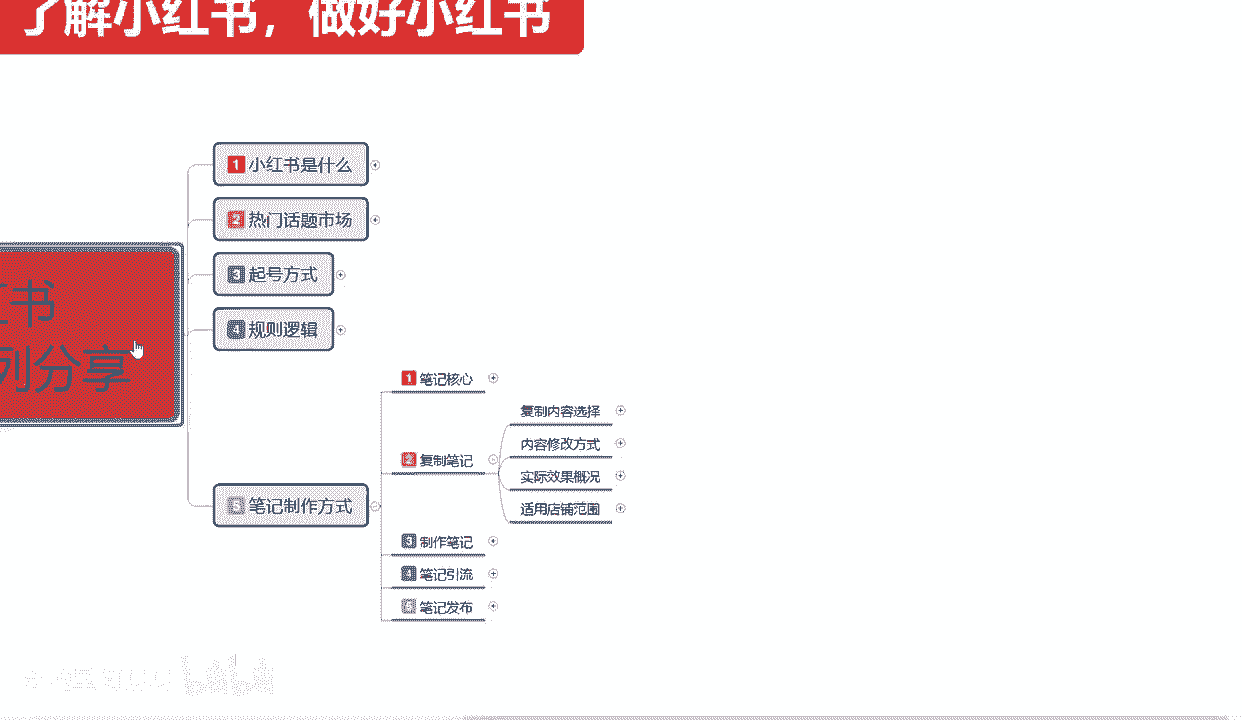 了解小红书，做好小红书
1 小红书是什么
2 热门话题市场
3 起号方式
4 规则逻辑
书
列分享
5 笔记制作方式
1 笔记核心
2 复制笔记
复制内容选择
内容修改方式
实际效果概况
适用店铺范围
3 制作笔记
4 笔记引流
5 笔记发布
bilibili